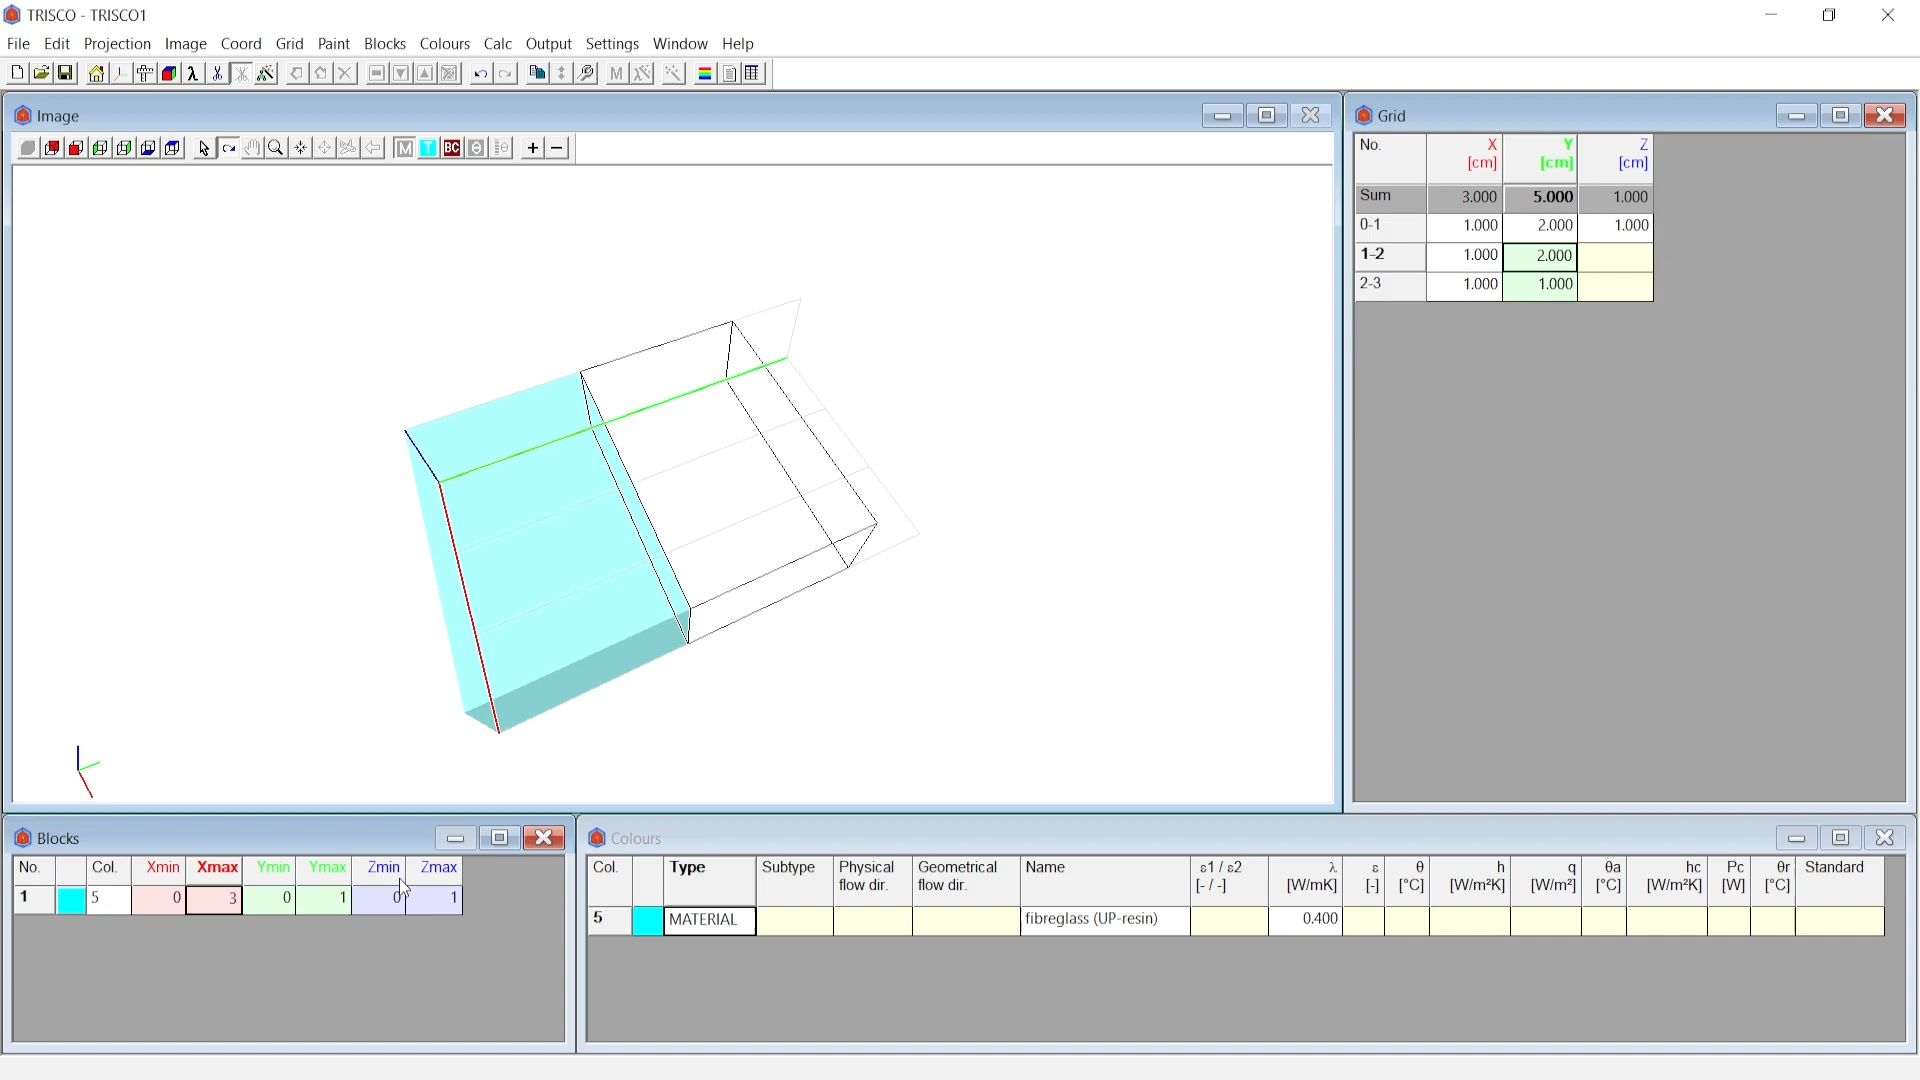 TRISCO - TRISCO1
File Edit Projection Image Coord Grid Paint Blocks Colours Calc Output Settings Window Help
λ M
Image
M T BC Θ
Grid
No. X [cm] Y [cm] Z [cm]
Sum 3.000 5.000 1.000
0-1 1.000 2.000 1.000
1-2 1.000 2.000
2-3 1.000 1.000
Blocks
No. Col. Xmin Xmax Ymin Ymax Zmin Zmax
1 5 0 3 0 1 0 1
Colours
Col. Type Subtype Physical flow dir. Geometrical flow dir. Name ε1 / ε2 [- / -] λ [W/mK] ε [-] θ [°C] h [W/m²K] q [W/m²] θa [°C] hc [W/m²K] Pc [W] θr [°C] Standard
5 MATERIAL fibreglass (UP-resin) 0.400